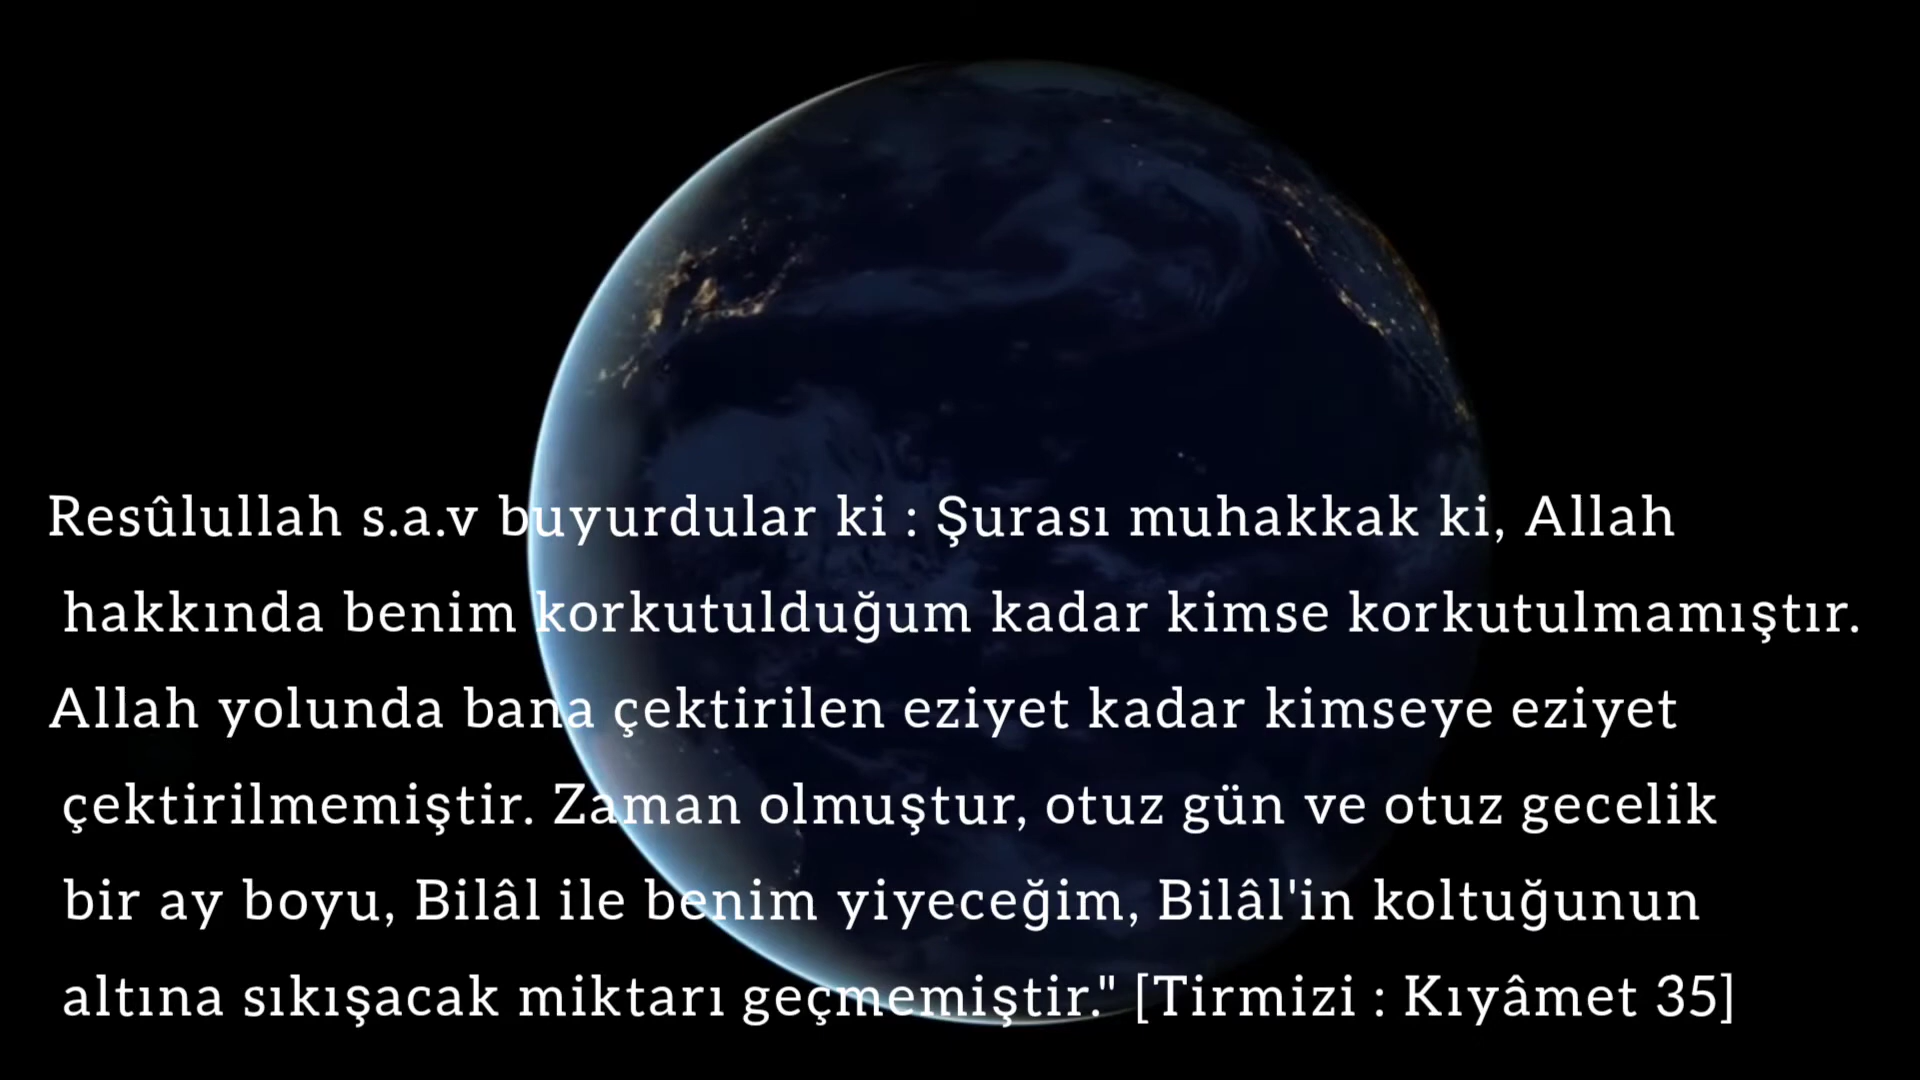 Resûlullah s.a.v buyurdular ki : Şurası muhakkak ki, Allah
hakkında benim korkutulduğum kadar kimse korkutulmamıştır.
Allah yolunda bana çektirilen eziyet kadar kimseye eziyet
çektirilmemiştir. Zaman olmuştur, otuz gün ve otuz gecelik
bir ay boyu, Bilâl ile benim yiyeceğim, Bilâl'in koltuğunun
altına sıkışacak miktarı geçmemiştir." [Tirmizi : Kıyâmet 35]